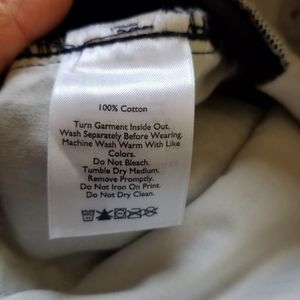 100% Cotton
Turn Garment Inside Out.
Wash Separately Before Wearing.
Machine Wash Warm With Like
Colors.
Do Not Bleach.
Tumble Dry Medium.
Remove Promptly.
Do Not Iron On Print.
Do Not Dry Clean.